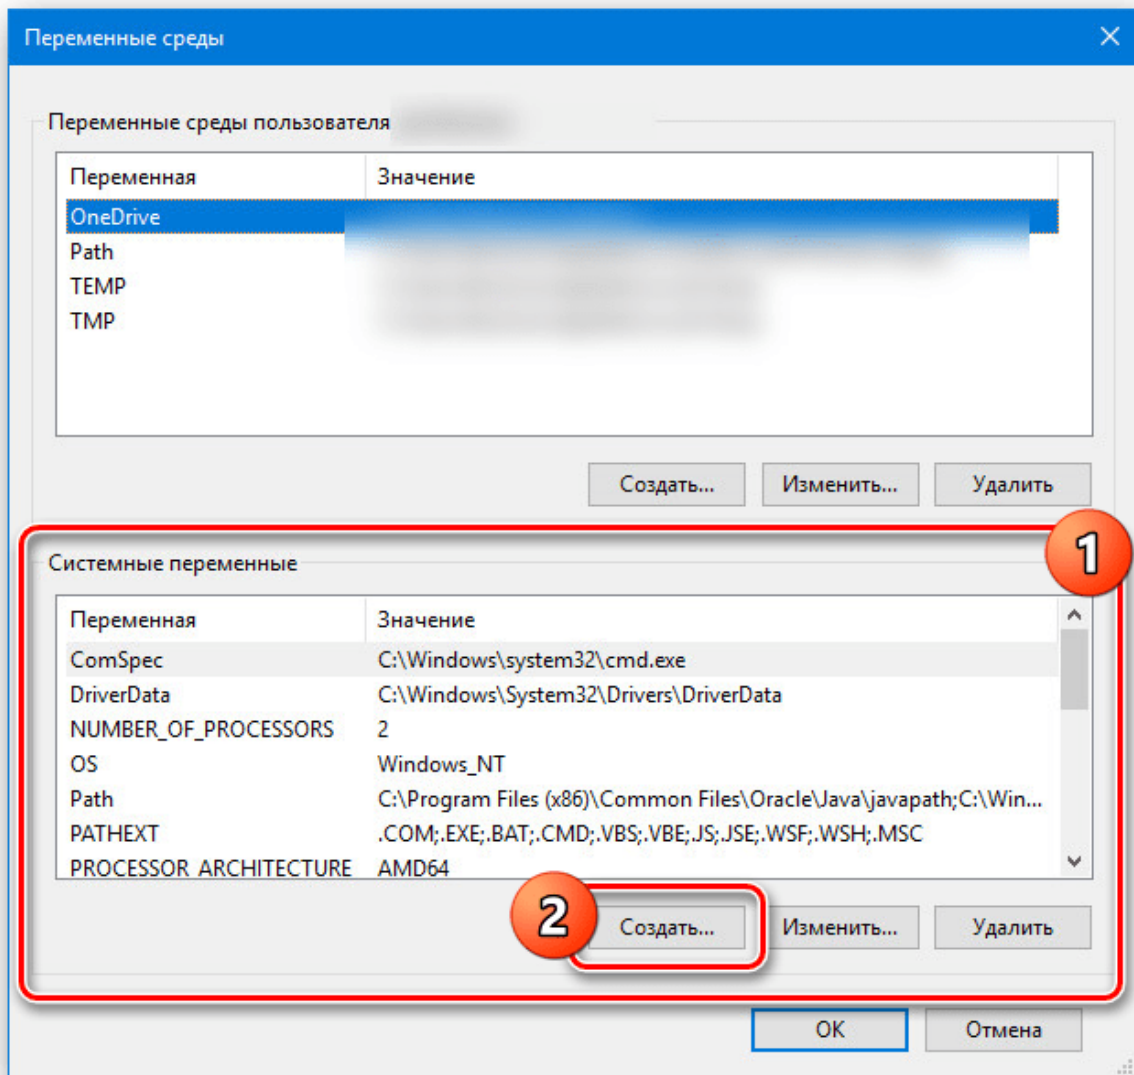 Переменные среды
Переменные среды пользователя
Переменная Значение
OneDrive
Path
TEMP
TMP
Создать... Изменить... Удалить
1
Системные переменные
Переменная Значение
ComSpec C:\Windows\system32\cmd.exe
DriverData C:\Windows\System32\Drivers\DriverData
NUMBER_OF_PROCESSORS 2
OS Windows_NT
Path C:\Program Files (x86)\Common Files\Oracle\Java\javapath;C:\Win...
PATHEXT .COM;.EXE;.BAT;.CMD;.VBS;.VBE;.JS;.JSE;.WSF;.WSH;.MSC
PROCESSOR_ARCHITECTURE AMD64
2 Создать... Изменить... Удалить
ОК Отмена